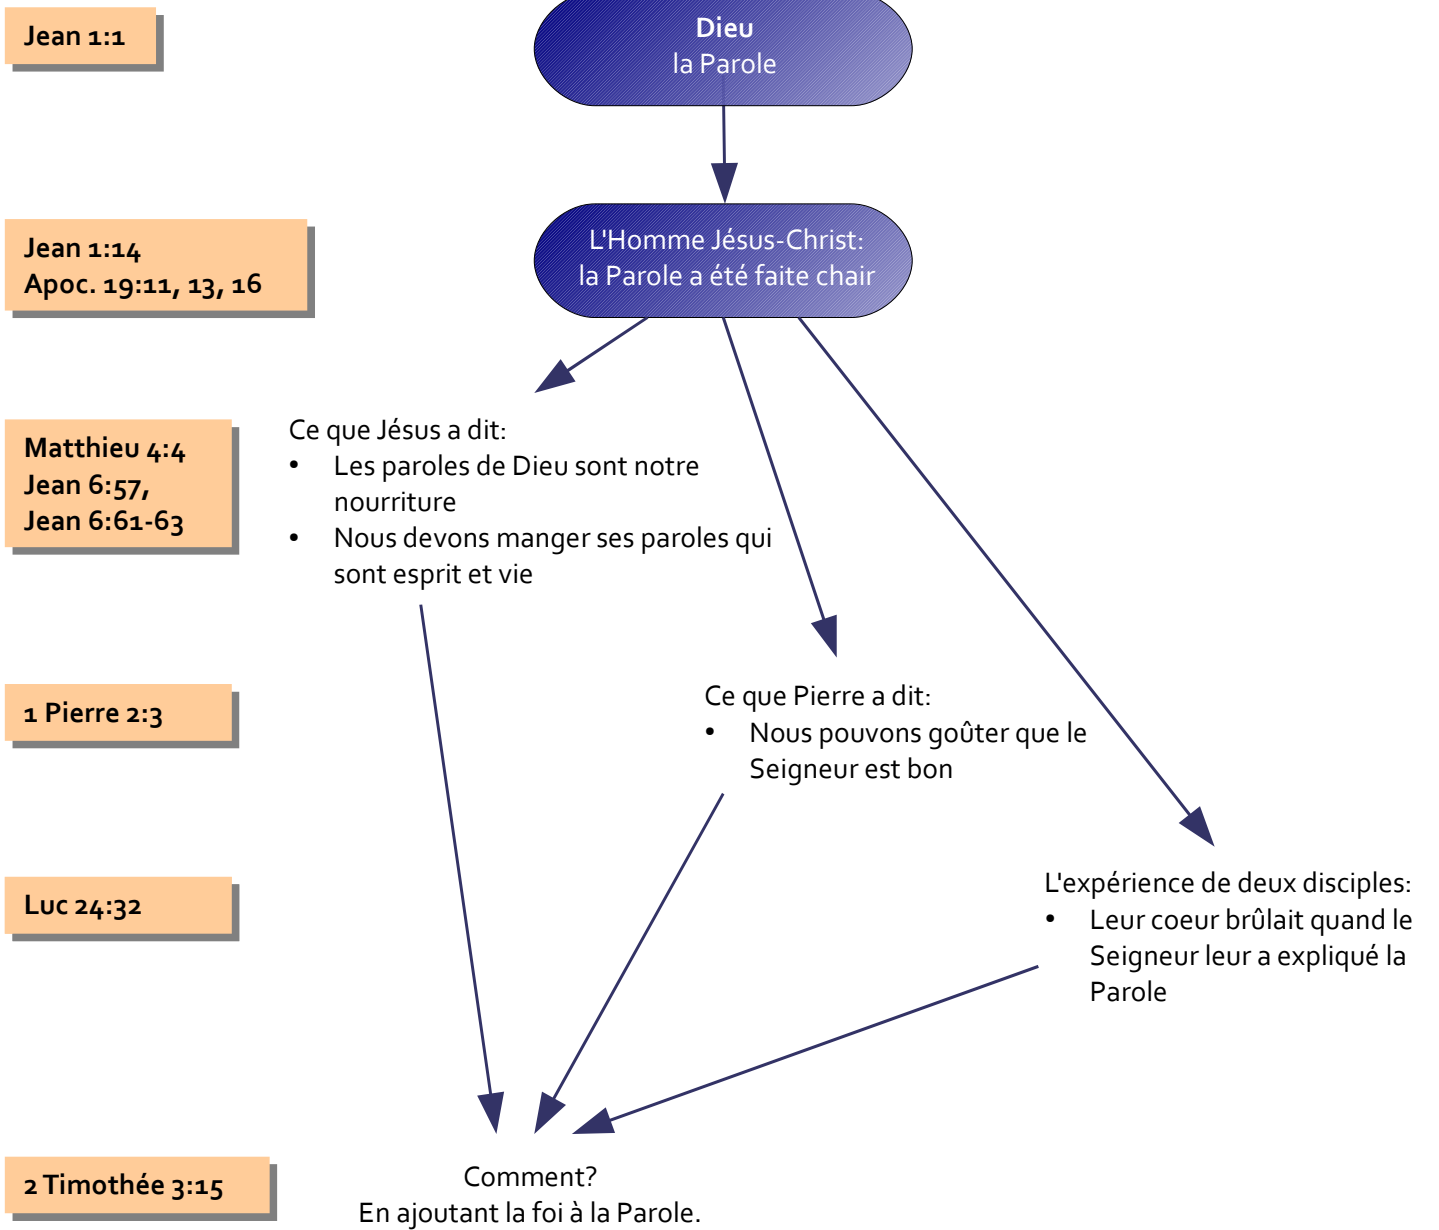 Jean 1:1
Dieu
la Parole
Jean 1:14
Apoc. 19:11, 13, 16
L'Homme Jésus-Christ:
la Parole a été faite chair
Matthieu 4:4
Jean 6:57,
Jean 6:61-63
Ce que Jésus a dit:
• Les paroles de Dieu sont notre
nourriture
• Nous devons manger ses paroles qui
sont esprit et vie
1 Pierre 2:3
Ce que Pierre a dit:
• Nous pouvons goûter que le
Seigneur est bon
Luc 24:32
L'expérience de deux disciples:
• Leur coeur brûlait quand le
Seigneur leur a expliqué la
Parole
2 Timothée 3:15
Comment?
En ajoutant la foi à la Parole.